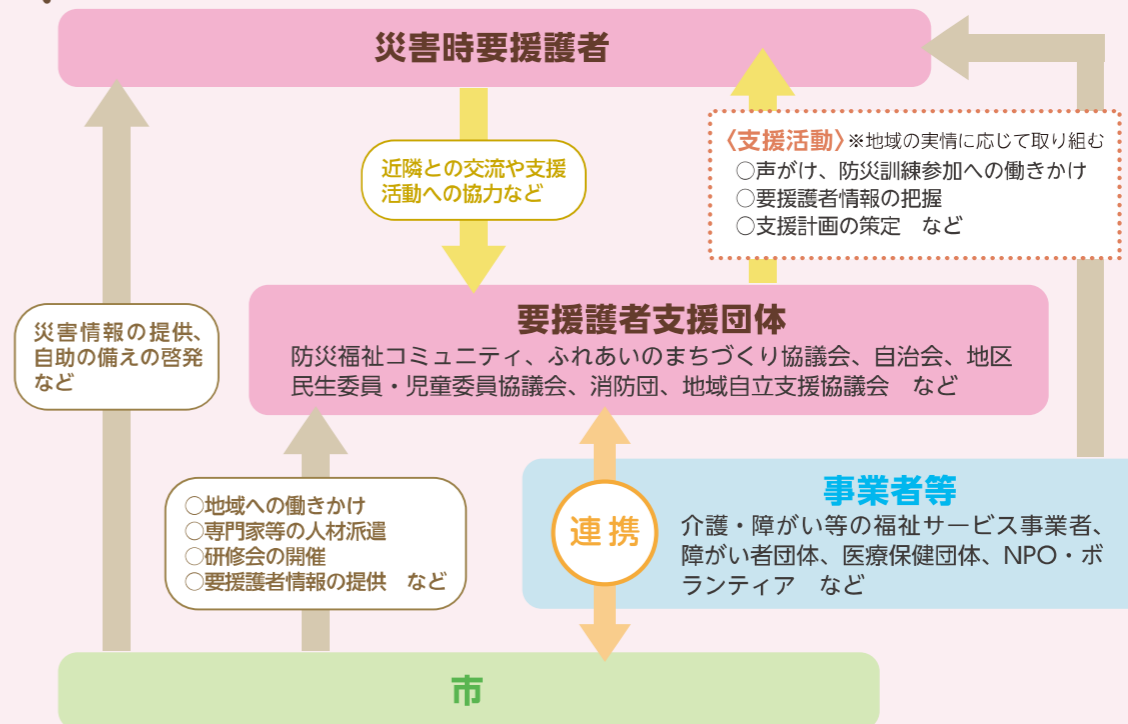 災害時要援護者
近隣との交流や支援
活動への協力など
〈支援活動〉※地域の実情に応じて取り組む
○声がけ、防災訓練参加への働きかけ
○要援護者情報の把握
○支援計画の策定　など
災害情報の提供、
自助の備えの啓発
など
要援護者支援団体
防災福祉コミュニティ、ふれあいのまちづくり協議会、自治会、地区
民生委員・児童委員協議会、消防団、地域自立支援協議会　など
○地域への働きかけ
○専門家等の人材派遣
○研修会の開催
○要援護者情報の提供　など
連携
事業者等
介護・障がい等の福祉サービス事業者、
障がい者団体、医療保健団体、NPO・ボ
ランティア　など
市